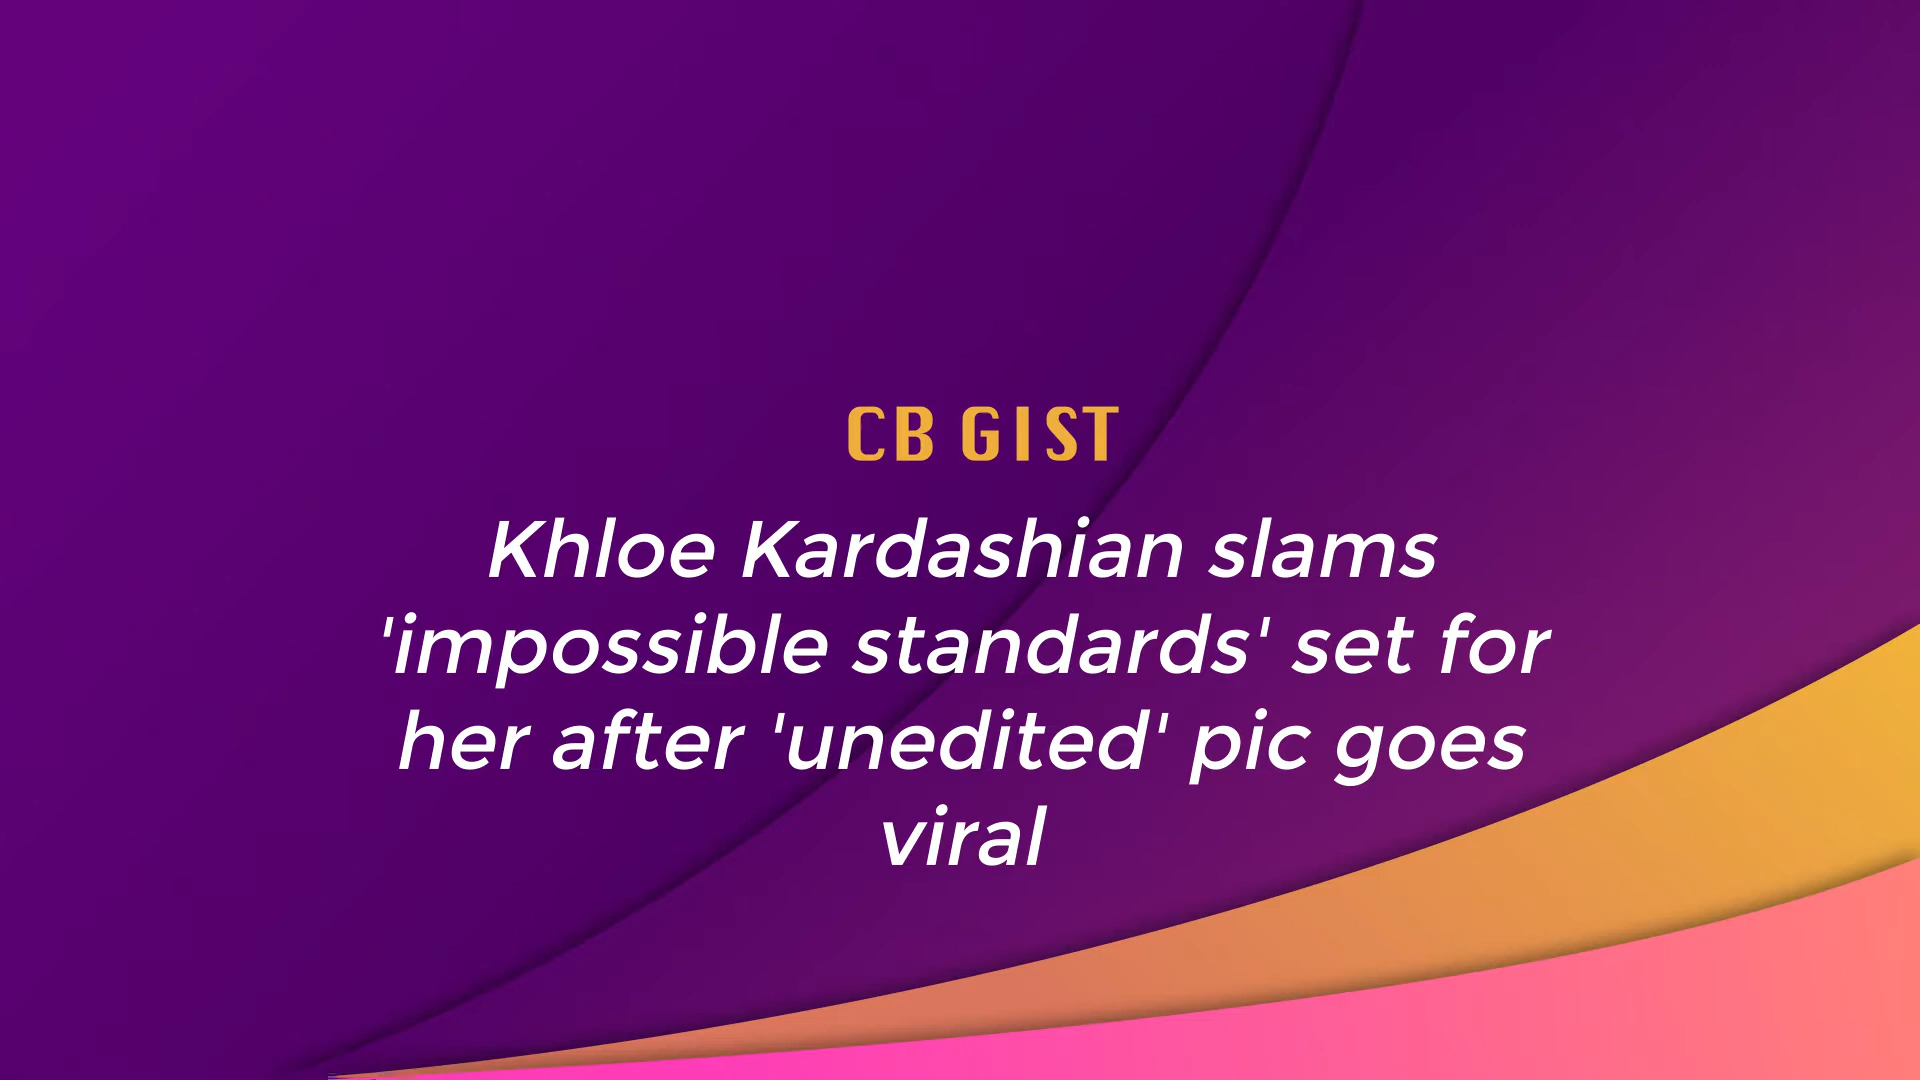 CB GIST
Khloe Kardashian slams
'impossible standards' set for
her after 'unedited' pic goes
viral